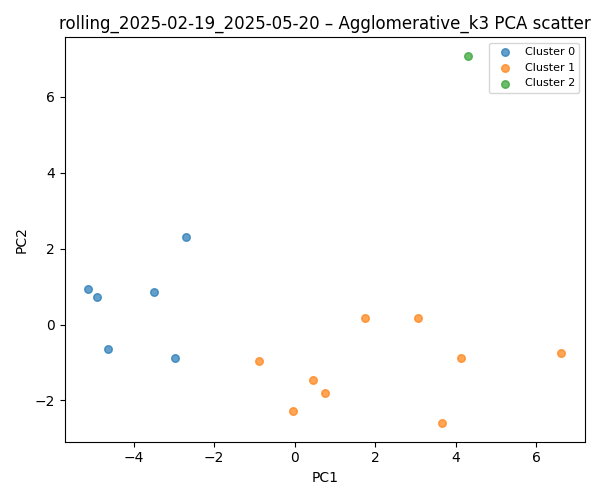 rolling_2025-02-19_2025-05-20 – Agglomerative_k3 PCA scatter
Cluster 0
Cluster 1
Cluster 2
6
4
2
0
−2
PC2
−4
−2
0
2
4
6
PC1